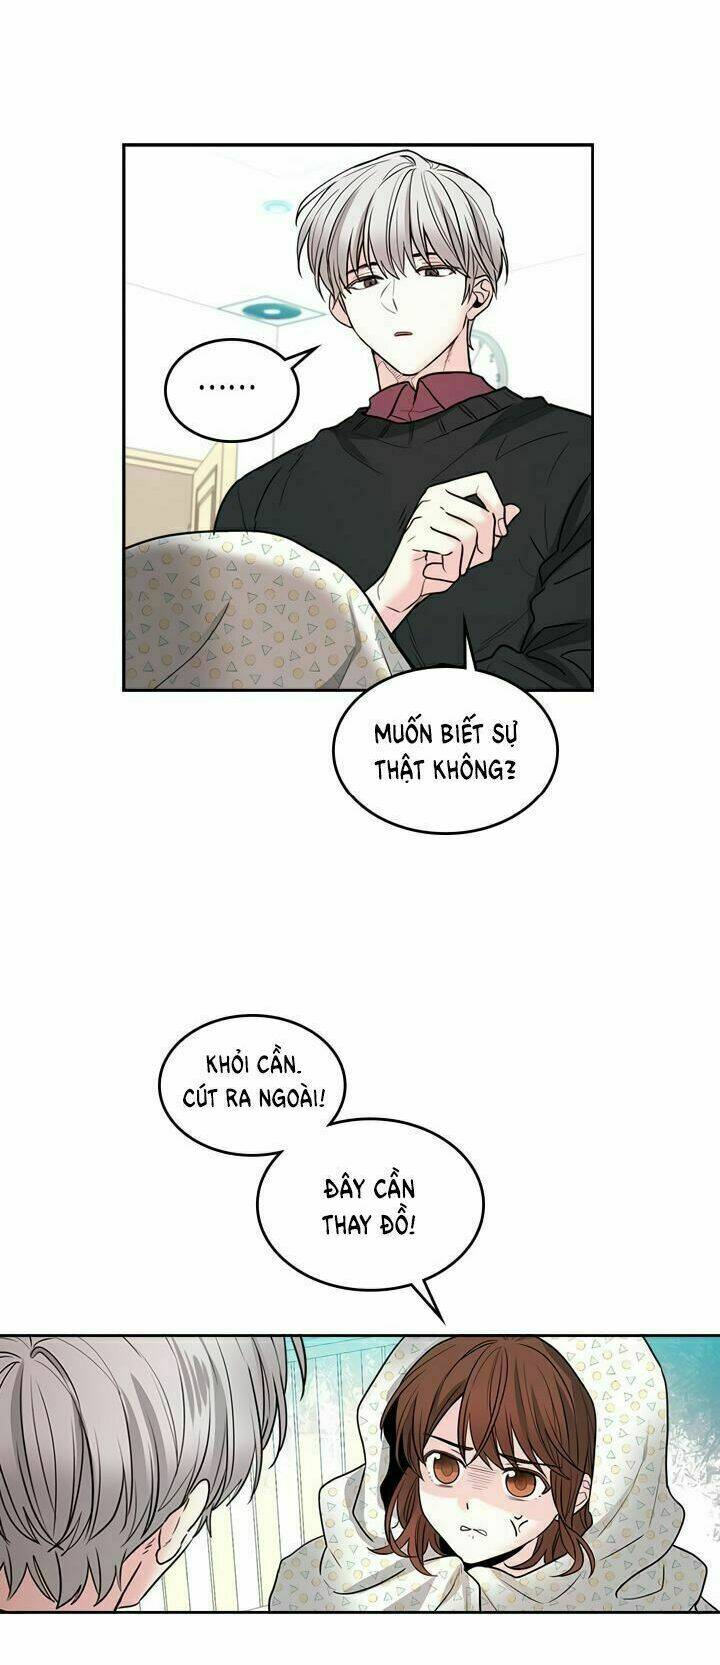 ......
MUỐN BIẾT SỰ
THẬT KHÔNG?
KHỎI CẦN.
CÚT RA NGOÀI!
ĐÂY CẦN
THAY ĐỒ!